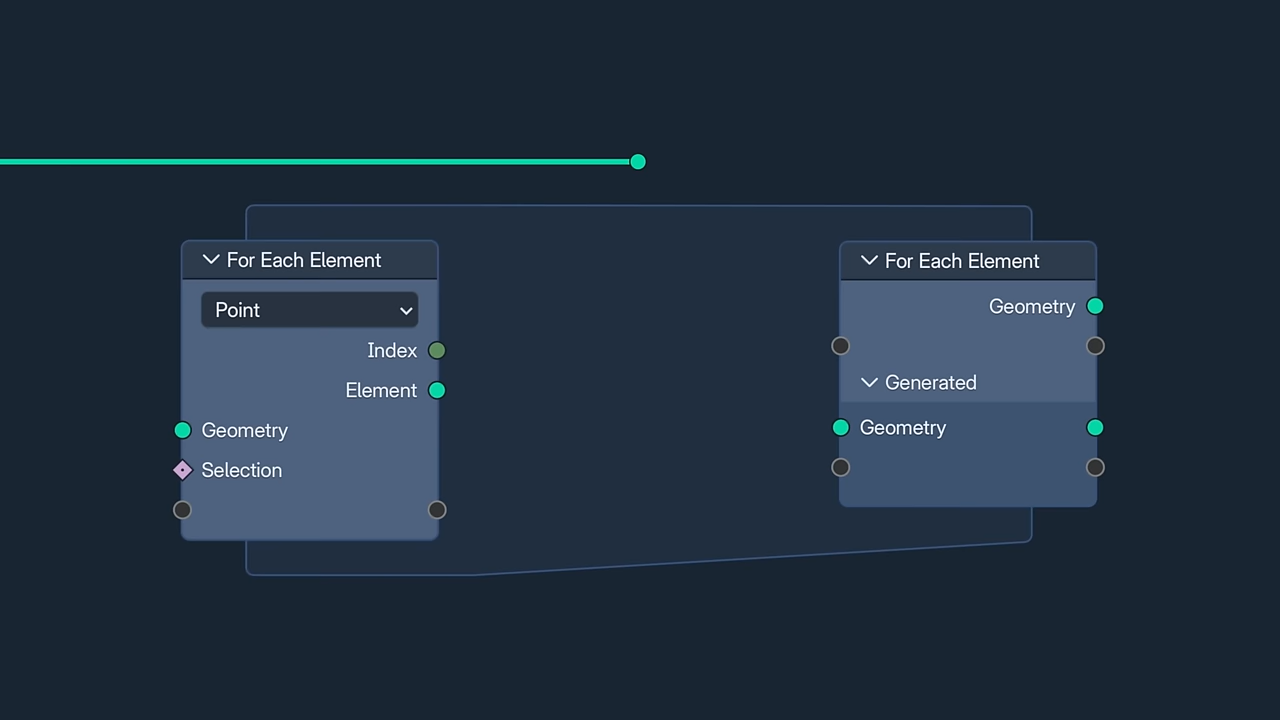 For Each Element
Point
Index
Element
Geometry
Selection
For Each Element
Geometry
Generated
Geometry